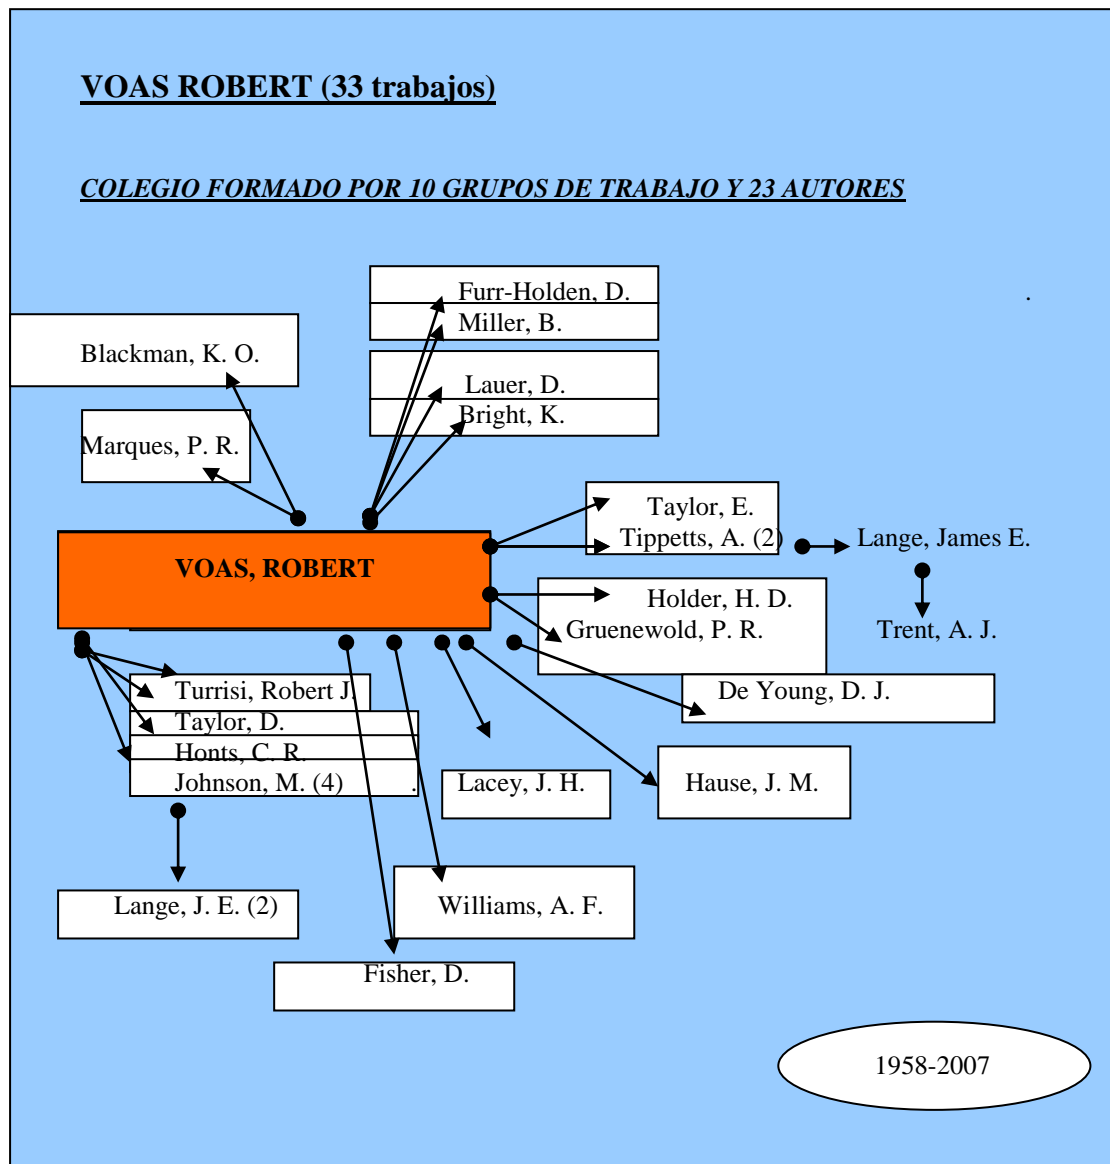 VOAS ROBERT (33 trabajos)
COLEGIO FORMADO POR 10 GRUPOS DE TRABAJO Y 23 AUTORES
Furr-Holden, D.
.
Miller, B.
Blackman, K. O.
Lauer, D.
Bright, K.
Marques, P. R.
Taylor, E.
Tippetts, A. (2)
Lange, James E.
VOAS, ROBERT
Holder, H. D.
Gruenewold, P. R.
Trent, A. J.
Turrisi, Robert J.
De Young, D. J.
Taylor, D.
Honts, C. R.
Johnson, M. (4) .
Lacey, J. H.
Hause, J. M.
Lange, J. E. (2)
Williams, A. F.
Fisher, D.
1958-2007